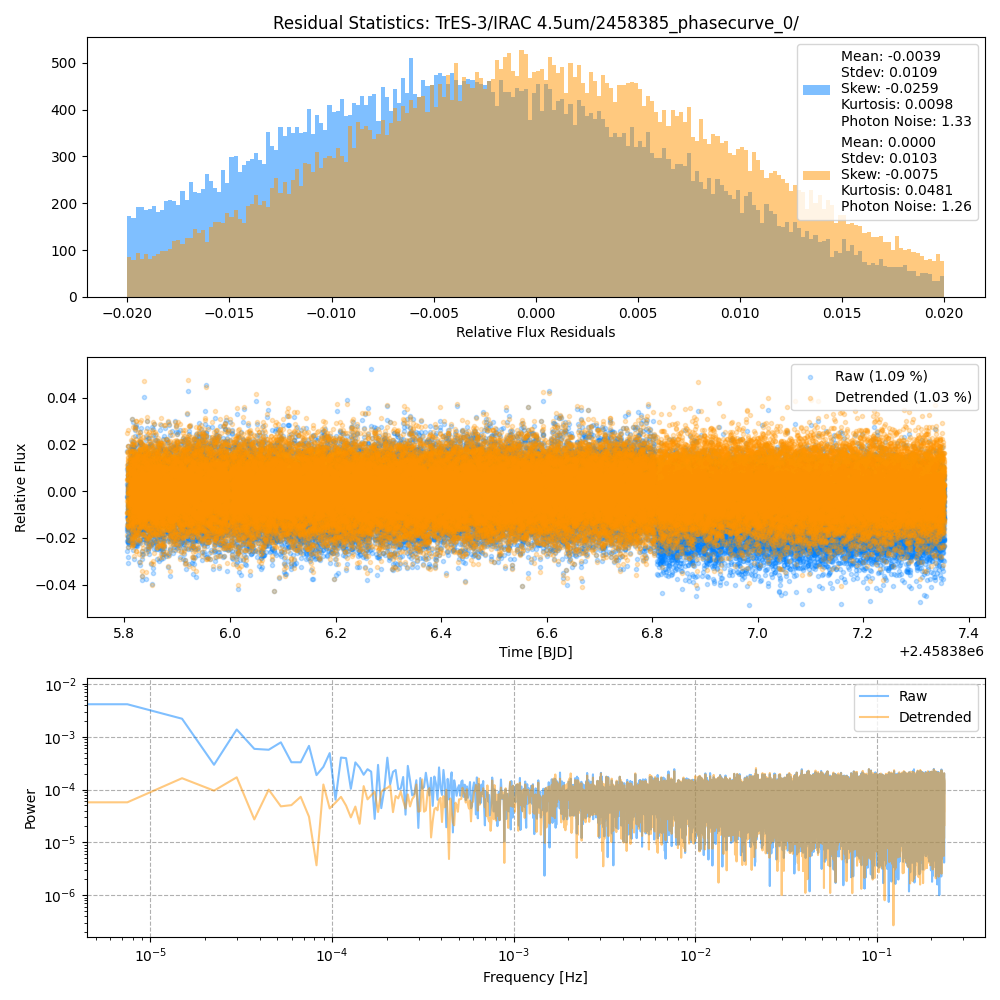 Residual Statistics: TrES-3/IRAC 4.5um/2458385_phasecurve_0/
500
400
300
200
100
0
Mean: -0.0039
Stdev: 0.0109
Skew: -0.0259
Kurtosis: 0.0098
Photon Noise: 1.33
Mean: 0.0000
Stdev: 0.0103
Skew: -0.0075
Kurtosis: 0.0481
Photon Noise: 1.26
−0.020 −0.015 −0.010 −0.005 0.000 0.005 0.010 0.015 0.020
Relative Flux Residuals
Relative Flux
0.04
0.02
0.00
−0.02
−0.04
Raw (1.09 %)
Detrended (1.03 %)
5.8 6.0 6.2 6.4 6.6 6.8 7.0 7.2 7.4
Time [BJD]
+2.45838e6
Power
10⁻²
10⁻³
10⁻⁴
10⁻⁵
10⁻⁶
Raw
Detrended
10⁻⁵ 10⁻⁴ 10⁻³ 10⁻² 10⁻¹
Frequency [Hz]